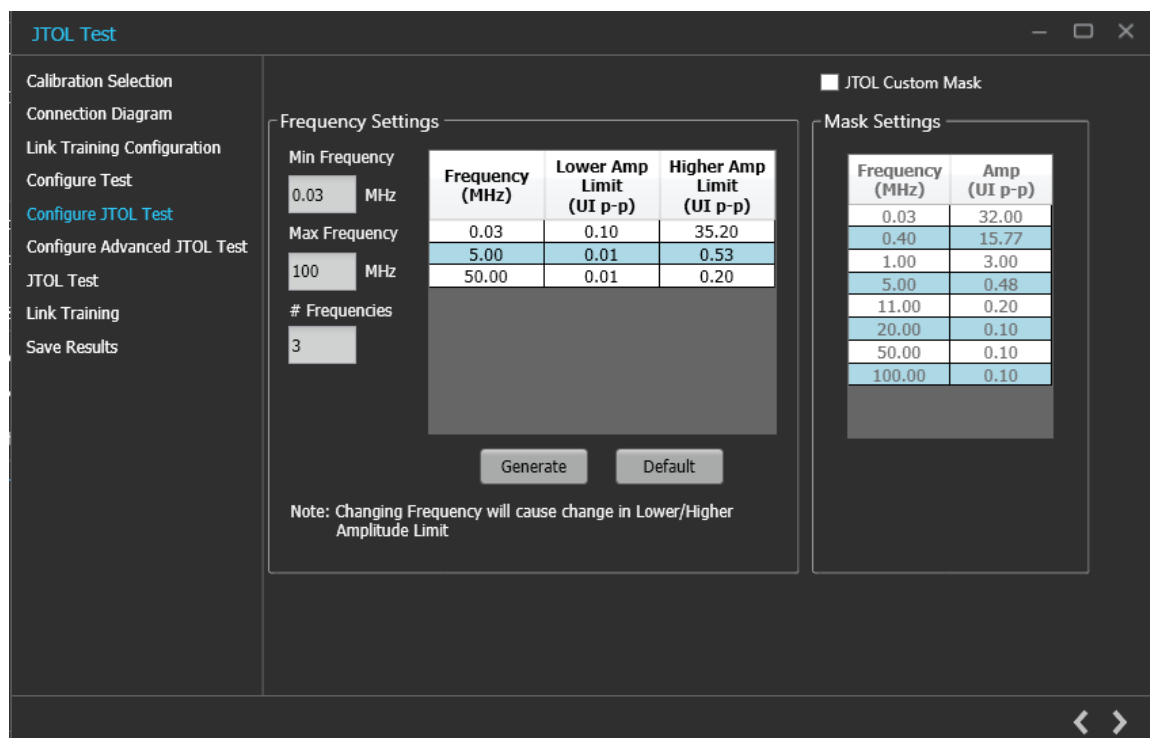 JTOL Test
Calibration Selection
Connection Diagram
Link Training Configuration
Configure Test
Configure JTOL Test
Configure Advanced JTOL Test
JTOL Test
Link Training
Save Results
JTOL Custom Mask
Frequency Settings
Min Frequency
0.03 MHz
Max Frequency
100 MHz
# Frequencies
3
Frequency (MHz) Lower Amp Limit (UI p-p) Higher Amp Limit (UI p-p)
0.03 0.10 35.20
5.00 0.01 0.53
50.00 0.01 0.20
Generate Default
Note: Changing Frequency will cause change in Lower/Higher
Amplitude Limit
Mask Settings
Frequency (MHz) Amp (UI p-p)
0.03 32.00
0.40 15.77
1.00 3.00
5.00 0.48
11.00 0.20
20.00 0.10
50.00 0.10
100.00 0.10